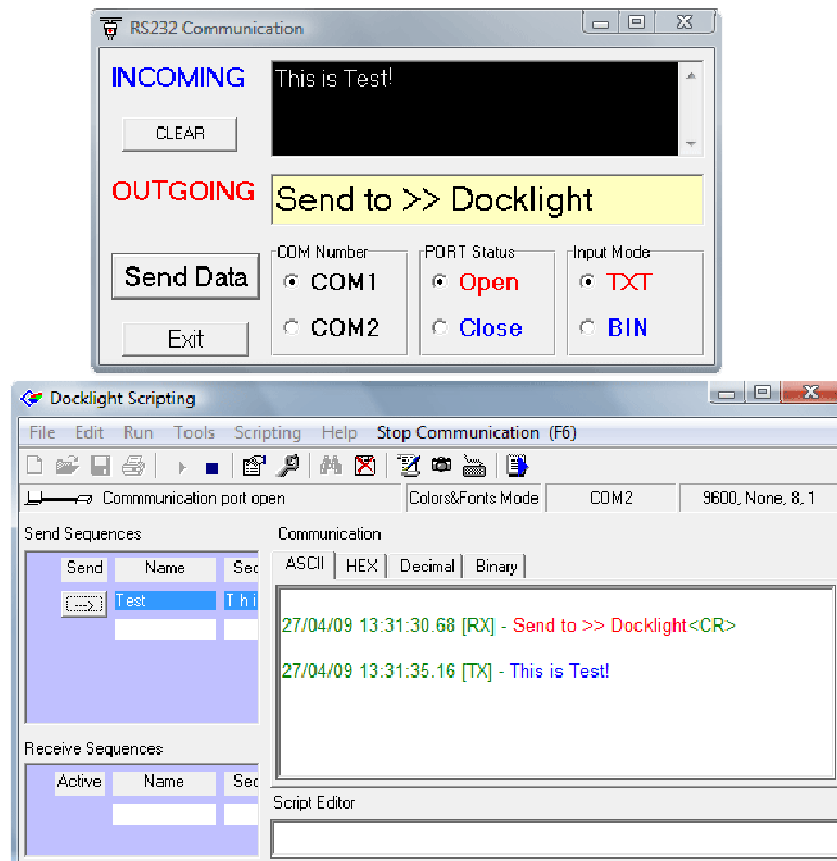 RS232 Communication
INCOMING
This is Test!
CLEAR
OUTGOING
Send to >> Docklight
Send Data
Exit
COM Number
COM1
COM2
PORT Status
Open
Close
Input Mode
TXT
BIN
Docklight Scripting
File Edit Run Tools Scripting Help Stop Communication (F6)
Commmunication port open
Colors&Fonts Mode
COM2
9600, None, 8, 1
Send Sequences
Send Name Sec
---> Test T h i
Communication
ASCII HEX Decimal Binary
27/04/09 13:31:30.68 [RX] - Send to >> Docklight<CR>
27/04/09 13:31:35.16 [TX] - This is Test!
Receive Sequences
Active Name Sec
Script Editor